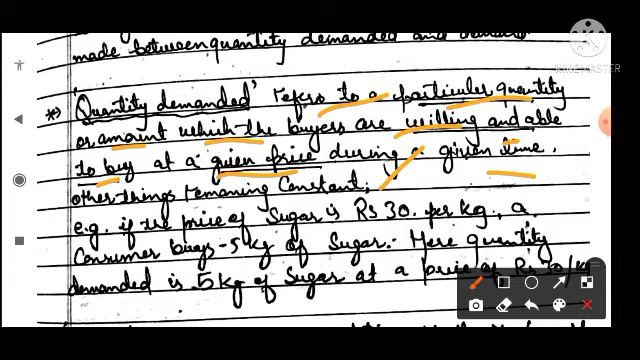 made between quantity demanded and demand
KINEMASTER
*) 'Quantity demanded' refers to a particular quantity
or amount which the buyers are willing and able
to buy at a given price during a given time,
other things remaining Constant,
e.g. if the price of Sugar is Rs 30. per kg, a
Consumer buys - 5 kg of Sugar. Here quantity
demanded is 5 kg of Sugar at a price of Rs 30/kg